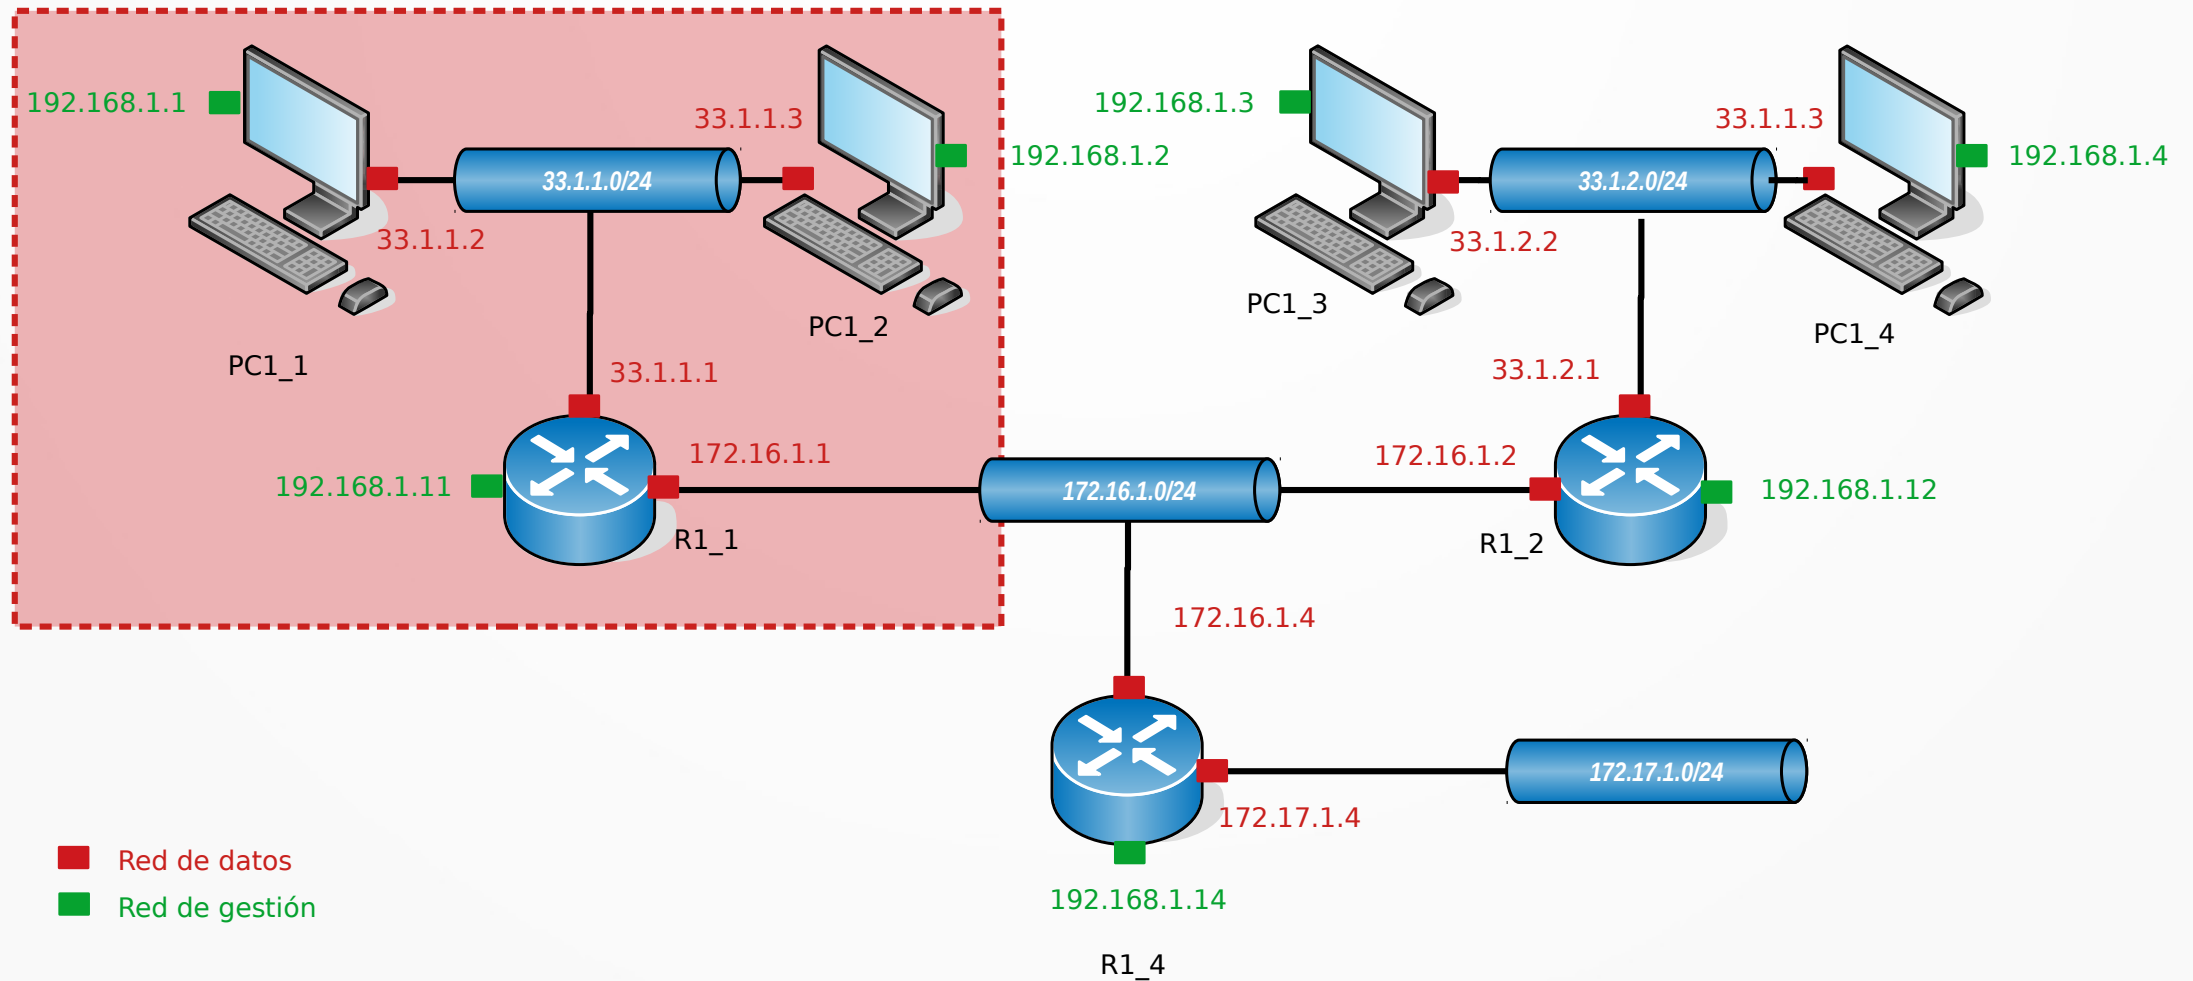 192.168.1.1
33.1.1.3
192.168.1.2
33.1.1.0/24
33.1.1.2
PC1_1
PC1_2
33.1.1.1
192.168.1.11
172.16.1.1
R1_1
192.168.1.3
33.1.1.3
192.168.1.4
33.1.2.0/24
33.1.2.2
PC1_3
PC1_4
33.1.2.1
172.16.1.2
172.16.1.0/24
192.168.1.12
R1_2
172.16.1.4
172.17.1.0/24
172.17.1.4
192.168.1.14
R1_4
Red de datos
Red de gestión